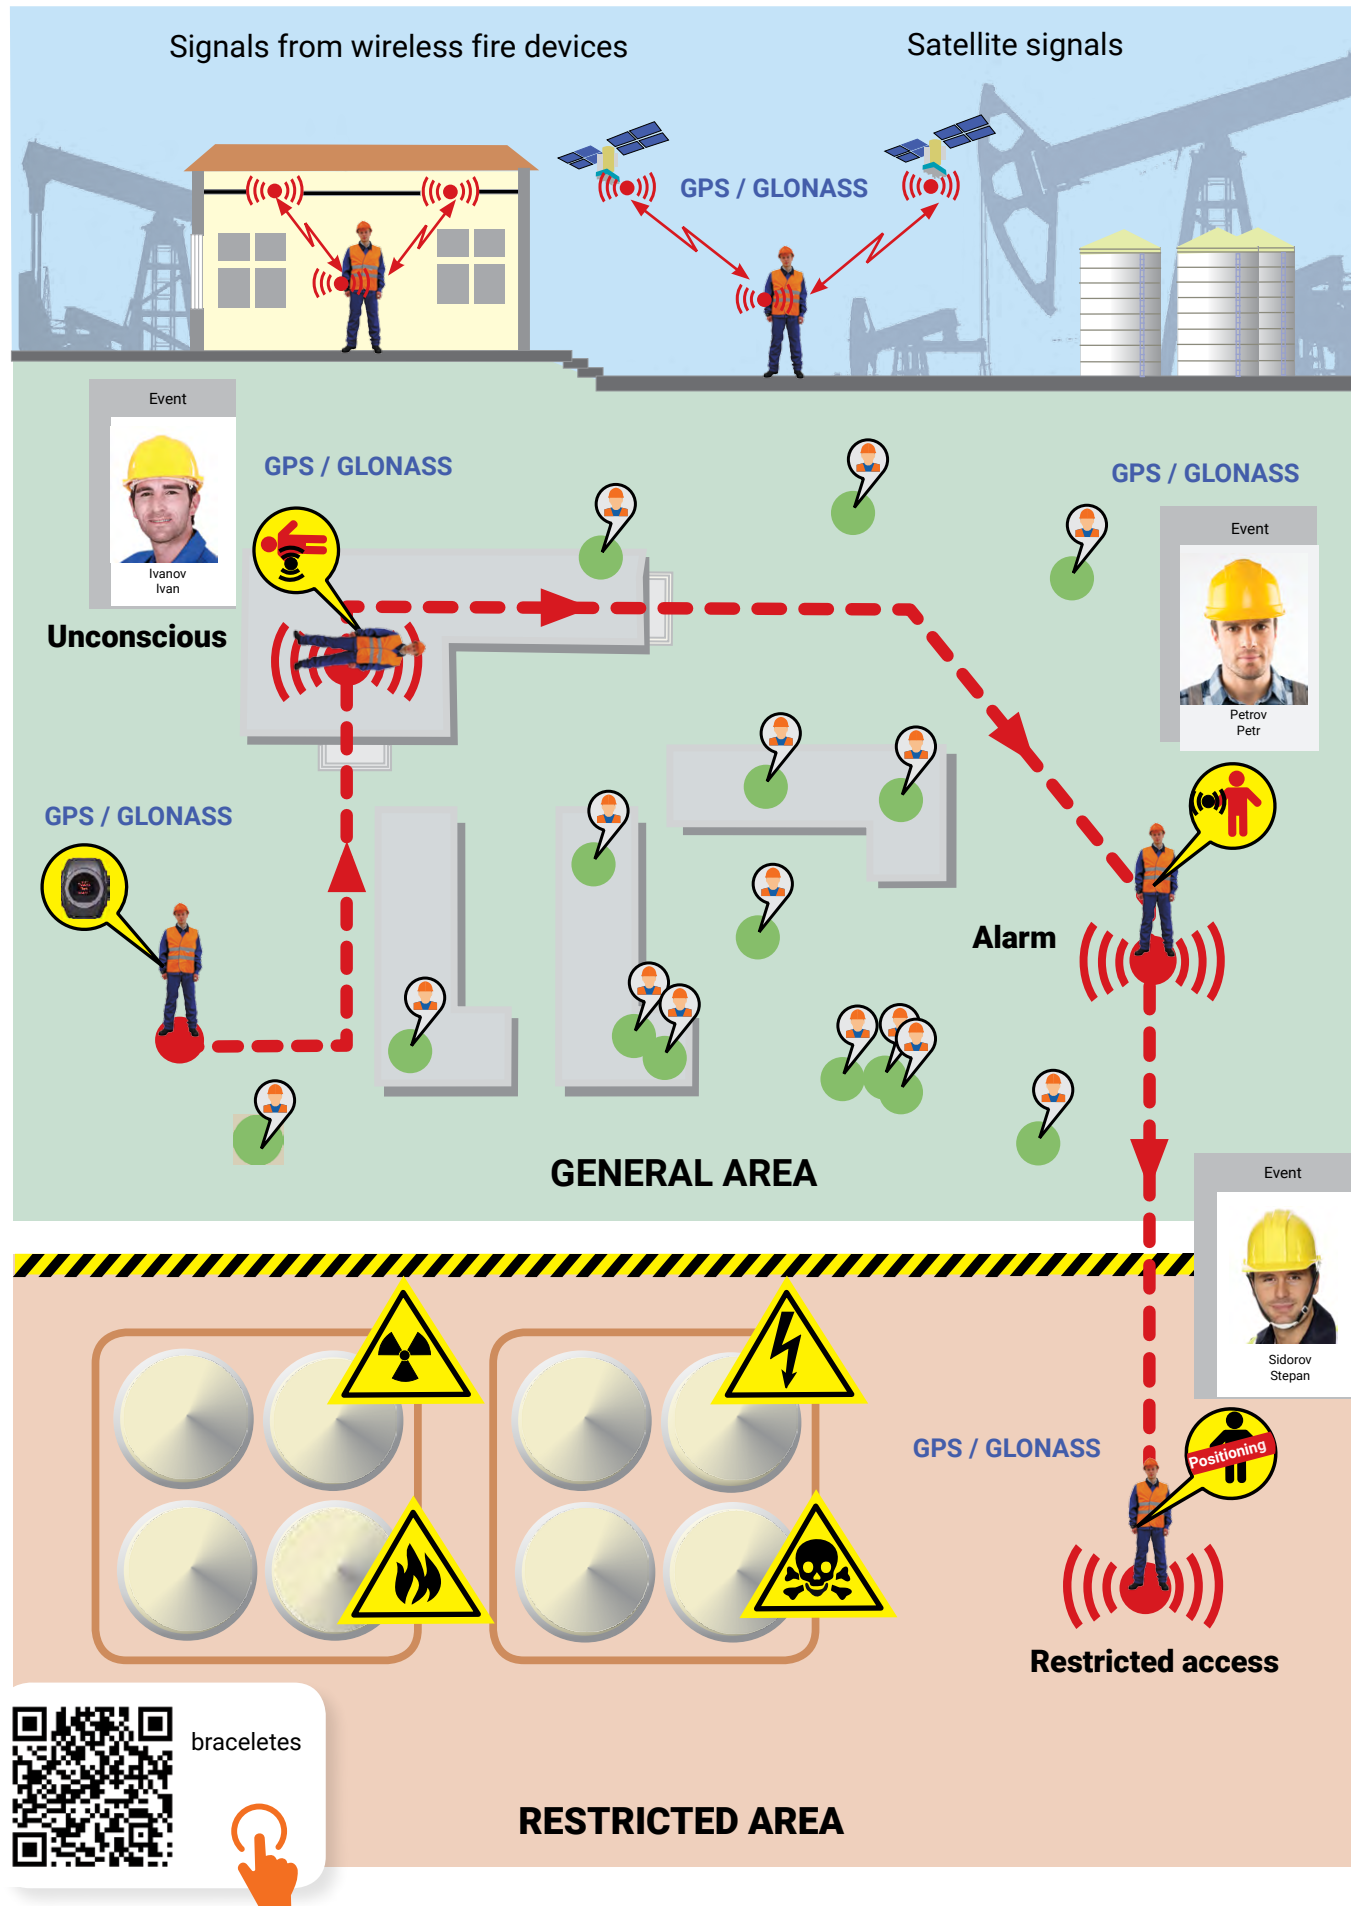 Signals from wireless fire devices
Satellite signals
GPS / GLONASS
Event
Ivanov
Ivan
GPS / GLONASS
Unconscious
GPS / GLONASS
Event
Petrov
Petr
GPS / GLONASS
Alarm
GENERAL AREA
Event
Sidorov
Stepan
GPS / GLONASS
Positioning
Restricted access
braceletes
RESTRICTED AREA